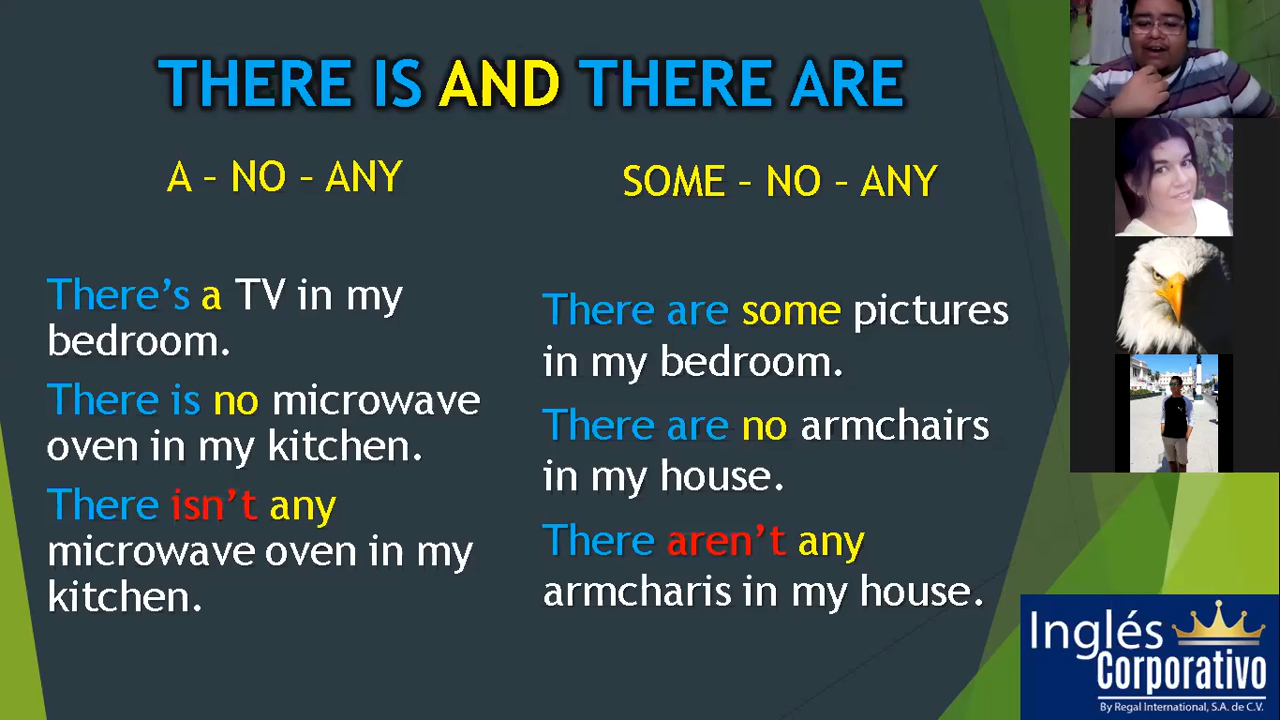 THERE IS AND THERE ARE
A – NO – ANY
There's a TV in my
bedroom.
There is no microwave
oven in my kitchen.
There isn't any
microwave oven in my
kitchen.
SOME – NO – ANY
There are some pictures
in my bedroom.
There are no armchairs
in my house.
There aren't any
armcharis in my house.
Inglés
Corporativo
By Regal International, S.A. de C.V.